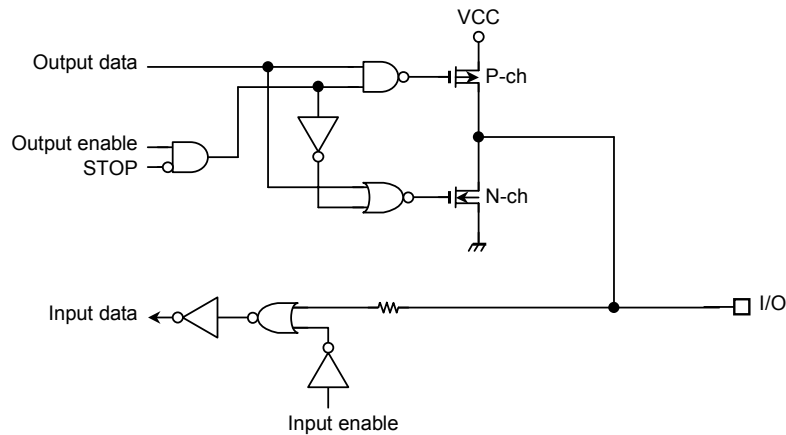 VCC
Output data
P-ch
Output enable
STOP
N-ch
Input data
I/O
Input enable